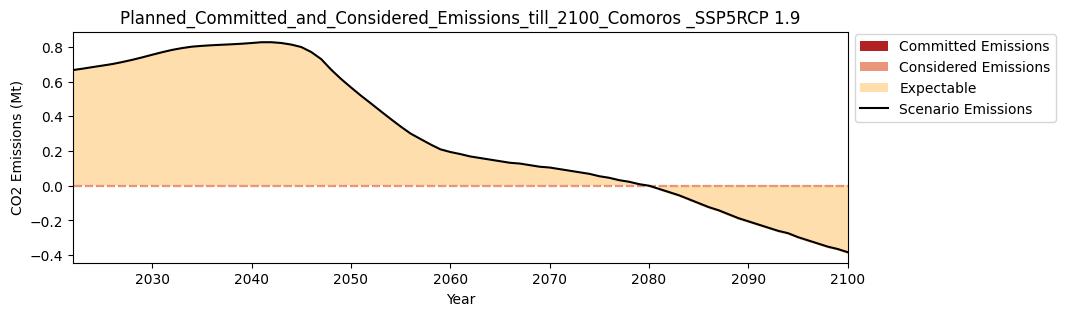 Planned_Committed_and_Considered_Emissions_till_2100_Comoros _SSP5RCP 1.9
Committed Emissions
Considered Emissions
Expectable
Scenario Emissions
CO2 Emissions (Mt)
0.8
0.6
0.4
0.2
0.0
−0.2
−0.4
2030 2040 2050 2060 2070 2080 2090 2100
Year